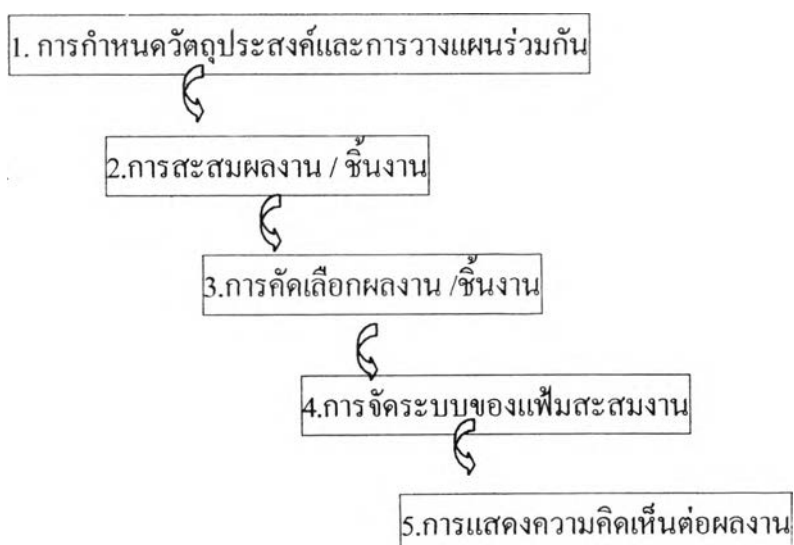 1. การกำหนดวัตถุประสงค์และการวางแผนร่วมกัน
2.การสะสมผลงาน / ชิ้นงาน
3.การคัดเลือกผลงาน /ชิ้นงาน
4.การจัดระบบของแฟ้มสะสมงาน
5.การแสดงความคิดเห็นต่อผลงาน